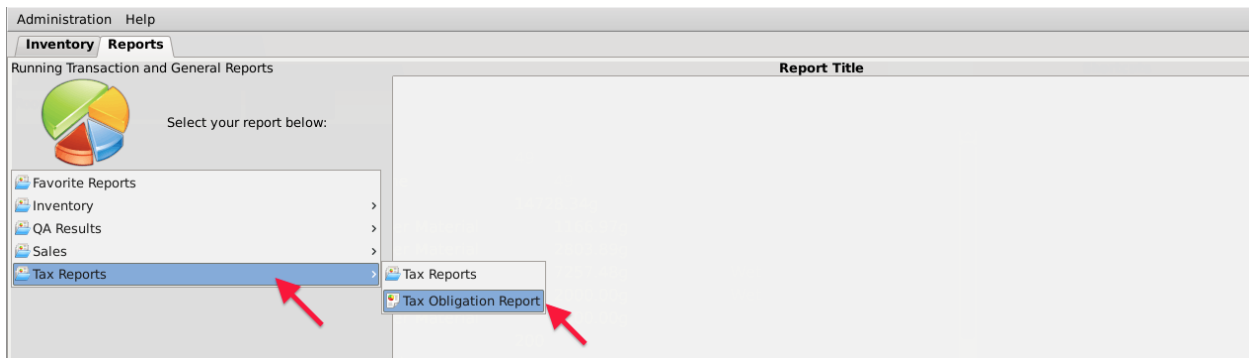 Administration Help
Inventory Reports
Running Transaction and General Reports
Report Title
Select your report below:
Favorite Reports
Inventory
QA Results
Sales
Tax Reports
Tax Reports
Tax Obligation Report